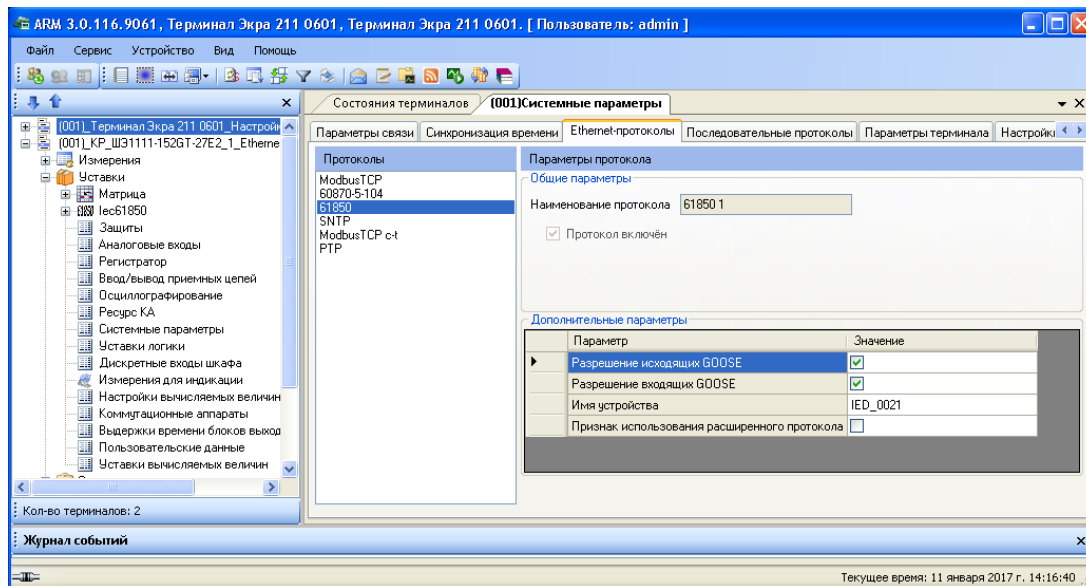 ARM 3.0.116.9061, Терминал Экра 211 0601, Терминал Экра 211 0601. [ Пользователь: admin ]
Файл Сервис Устройство Вид Помощь
Состояния терминалов (001)Системные параметры
Параметры связи Синхронизация времени Ethernet-протоколы Последовательные протоколы Параметры терминала Настройки
(001)_Терминал Экра 211 0601_Настройк
(001)_КР_ШЭ1111-152GT-27E2_1_Etherne
Измерения
Уставки
Матрица
Iec61850
Защиты
Аналоговые входы
Регистратор
Ввод/вывод приемных цепей
Осциллографирование
Ресурс КА
Системные параметры
Уставки логики
Дискретные входы шкафа
Измерения для индикации
Настройки вычисляемых величин
Коммутационные аппараты
Выдержки времени блоков выход
Пользовательские данные
Уставки вычисляемых величин
Кол-во терминалов: 2
Протоколы
ModbusTCP
60870-5-104
61850
SNTP
ModbusTCP c-t
PTP
Параметры протокола
Общие параметры
Наименование протокола 61850 1
Протокол включён
Дополнительные параметры
Параметр Значение
Разрешение исходящих GOOSE
Разрешение входящих GOOSE
Имя устройства IED_0021
Признак использования расширенного протокола
Журнал событий
Текущее время: 11 января 2017 г. 14:16:40